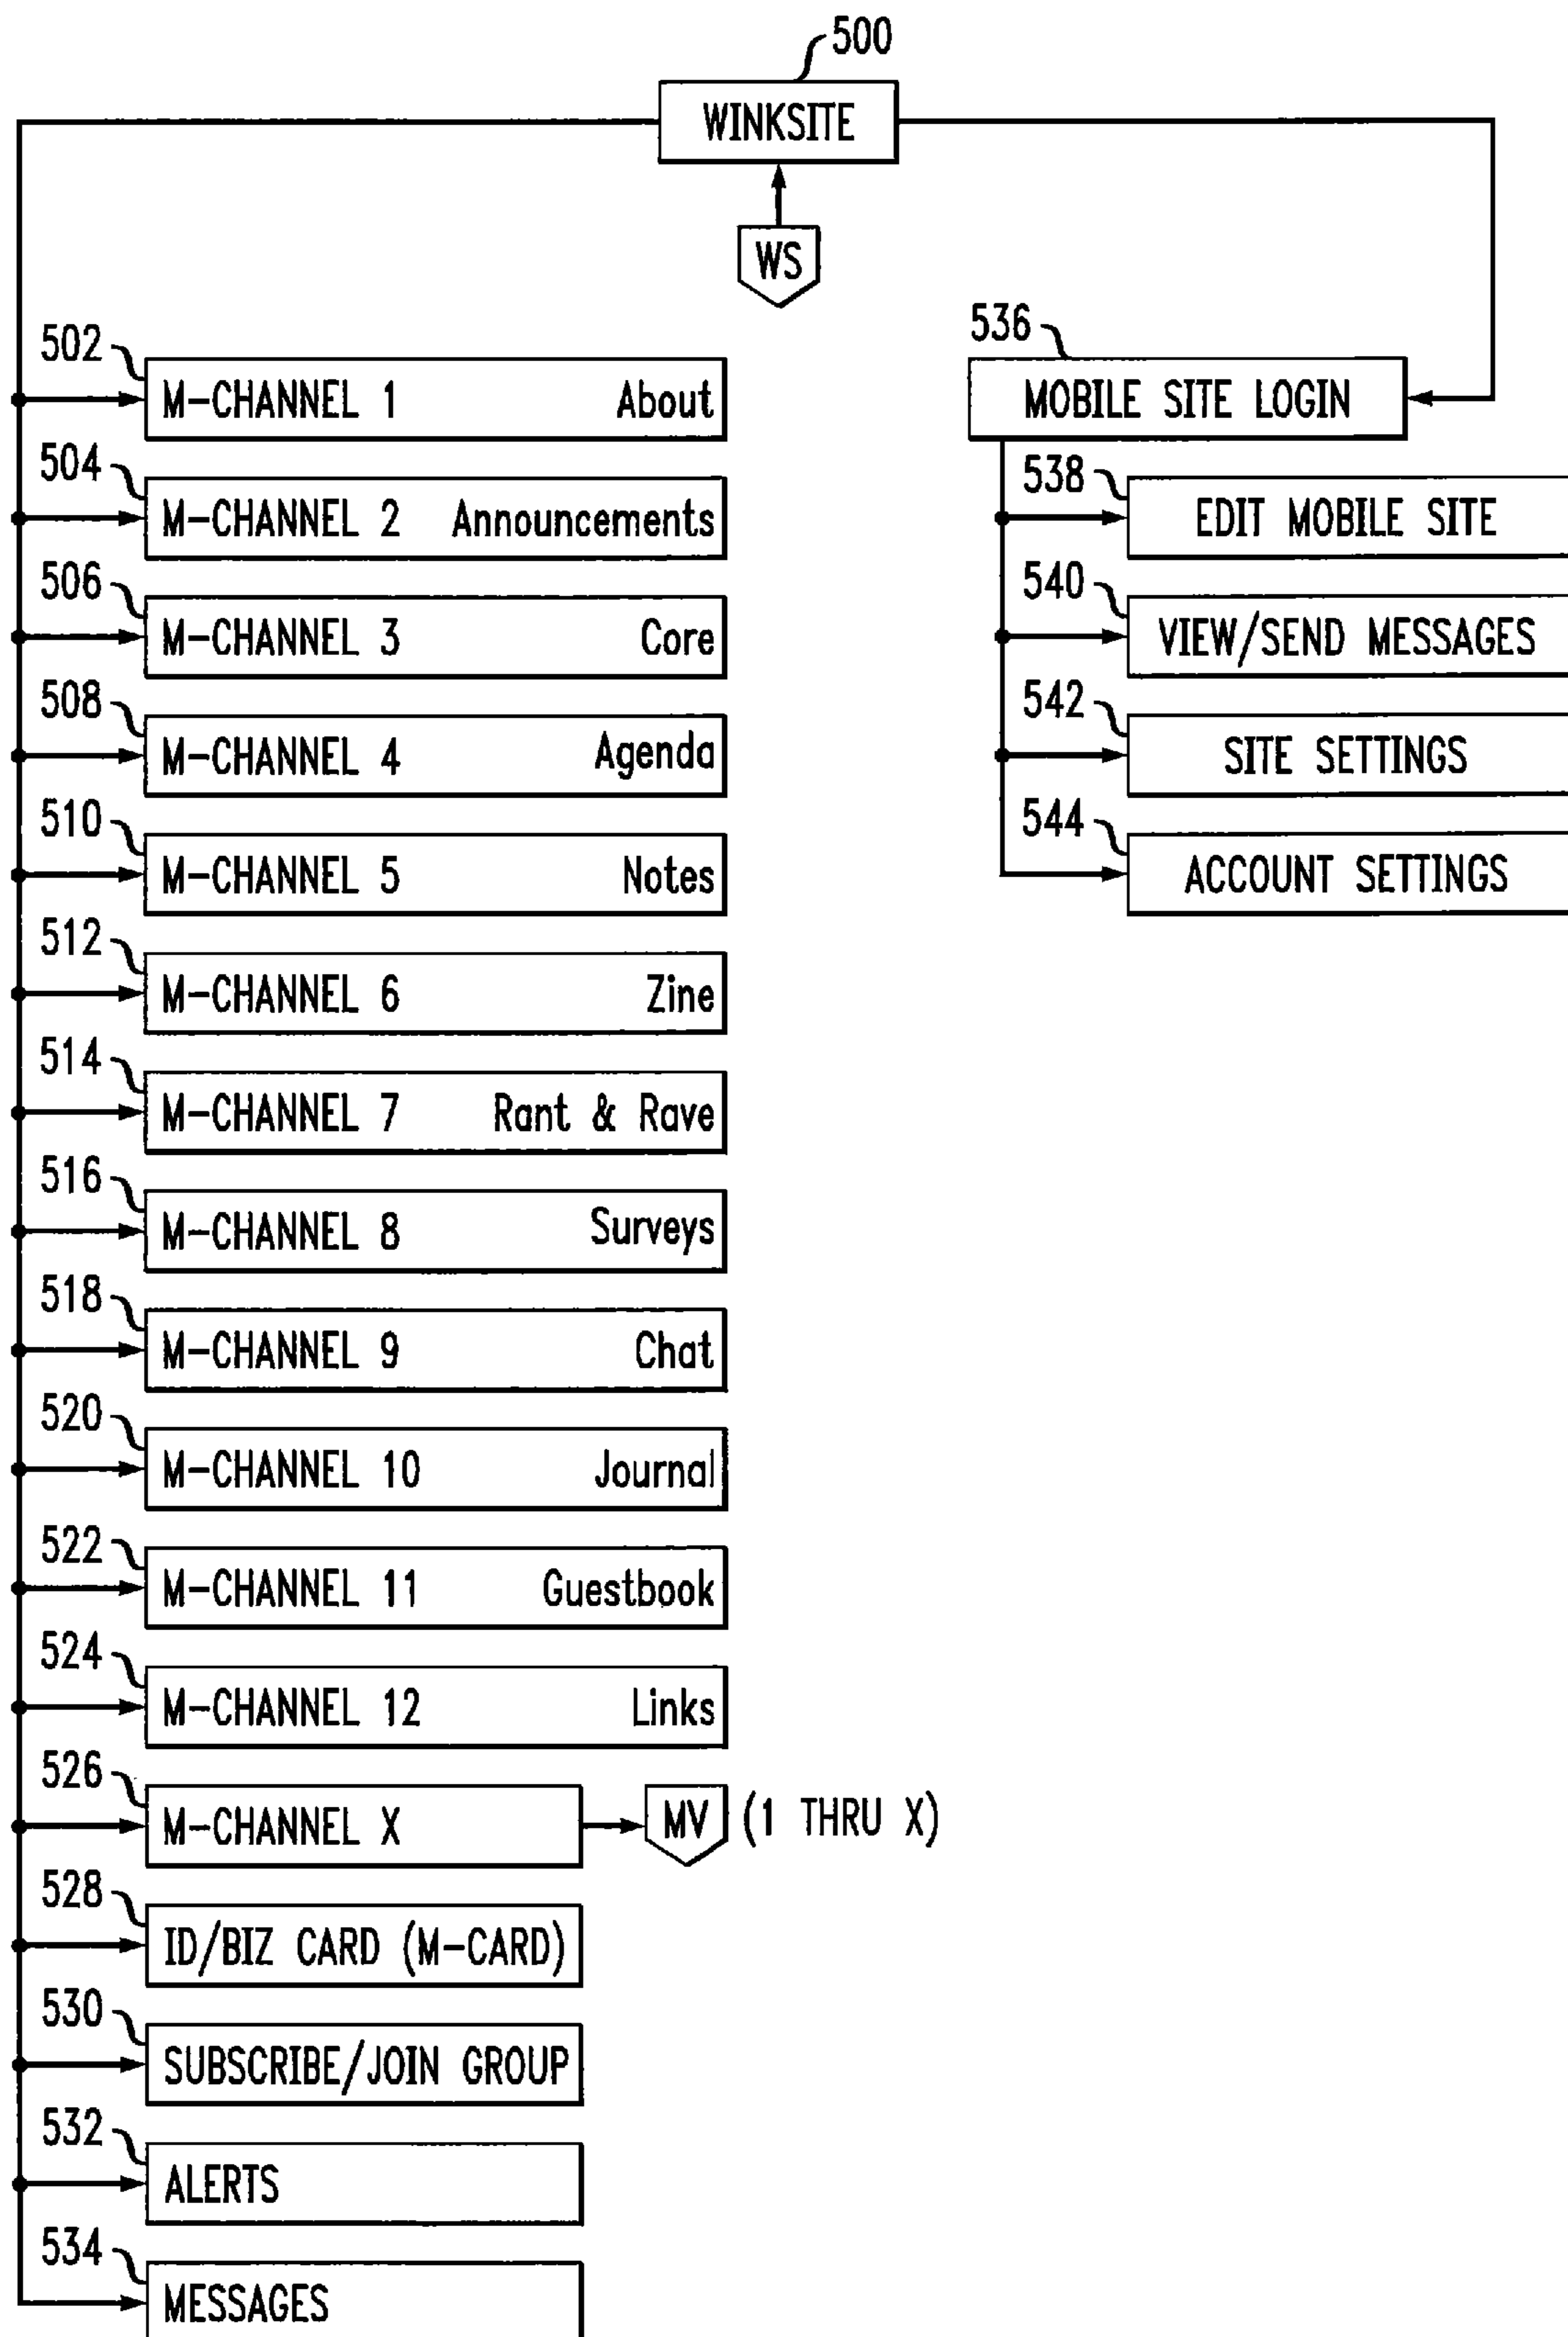 500
WINKSITE
WS
502
M-CHANNEL 1 About
504
M-CHANNEL 2 Announcements
506
M-CHANNEL 3 Core
508
M-CHANNEL 4 Agenda
510
M-CHANNEL 5 Notes
512
M-CHANNEL 6 Zine
514
M-CHANNEL 7 Rant & Rave
516
M-CHANNEL 8 Surveys
518
M-CHANNEL 9 Chat
520
M-CHANNEL 10 Journal
522
M-CHANNEL 11 Guestbook
524
M-CHANNEL 12 Links
526
M-CHANNEL X MV (1 THRU X)
528
ID/BIZ CARD (M-CARD)
530
SUBSCRIBE/JOIN GROUP
532
ALERTS
534
MESSAGES
536
MOBILE SITE LOGIN
538
EDIT MOBILE SITE
540
VIEW/SEND MESSAGES
542
SITE SETTINGS
544
ACCOUNT SETTINGS